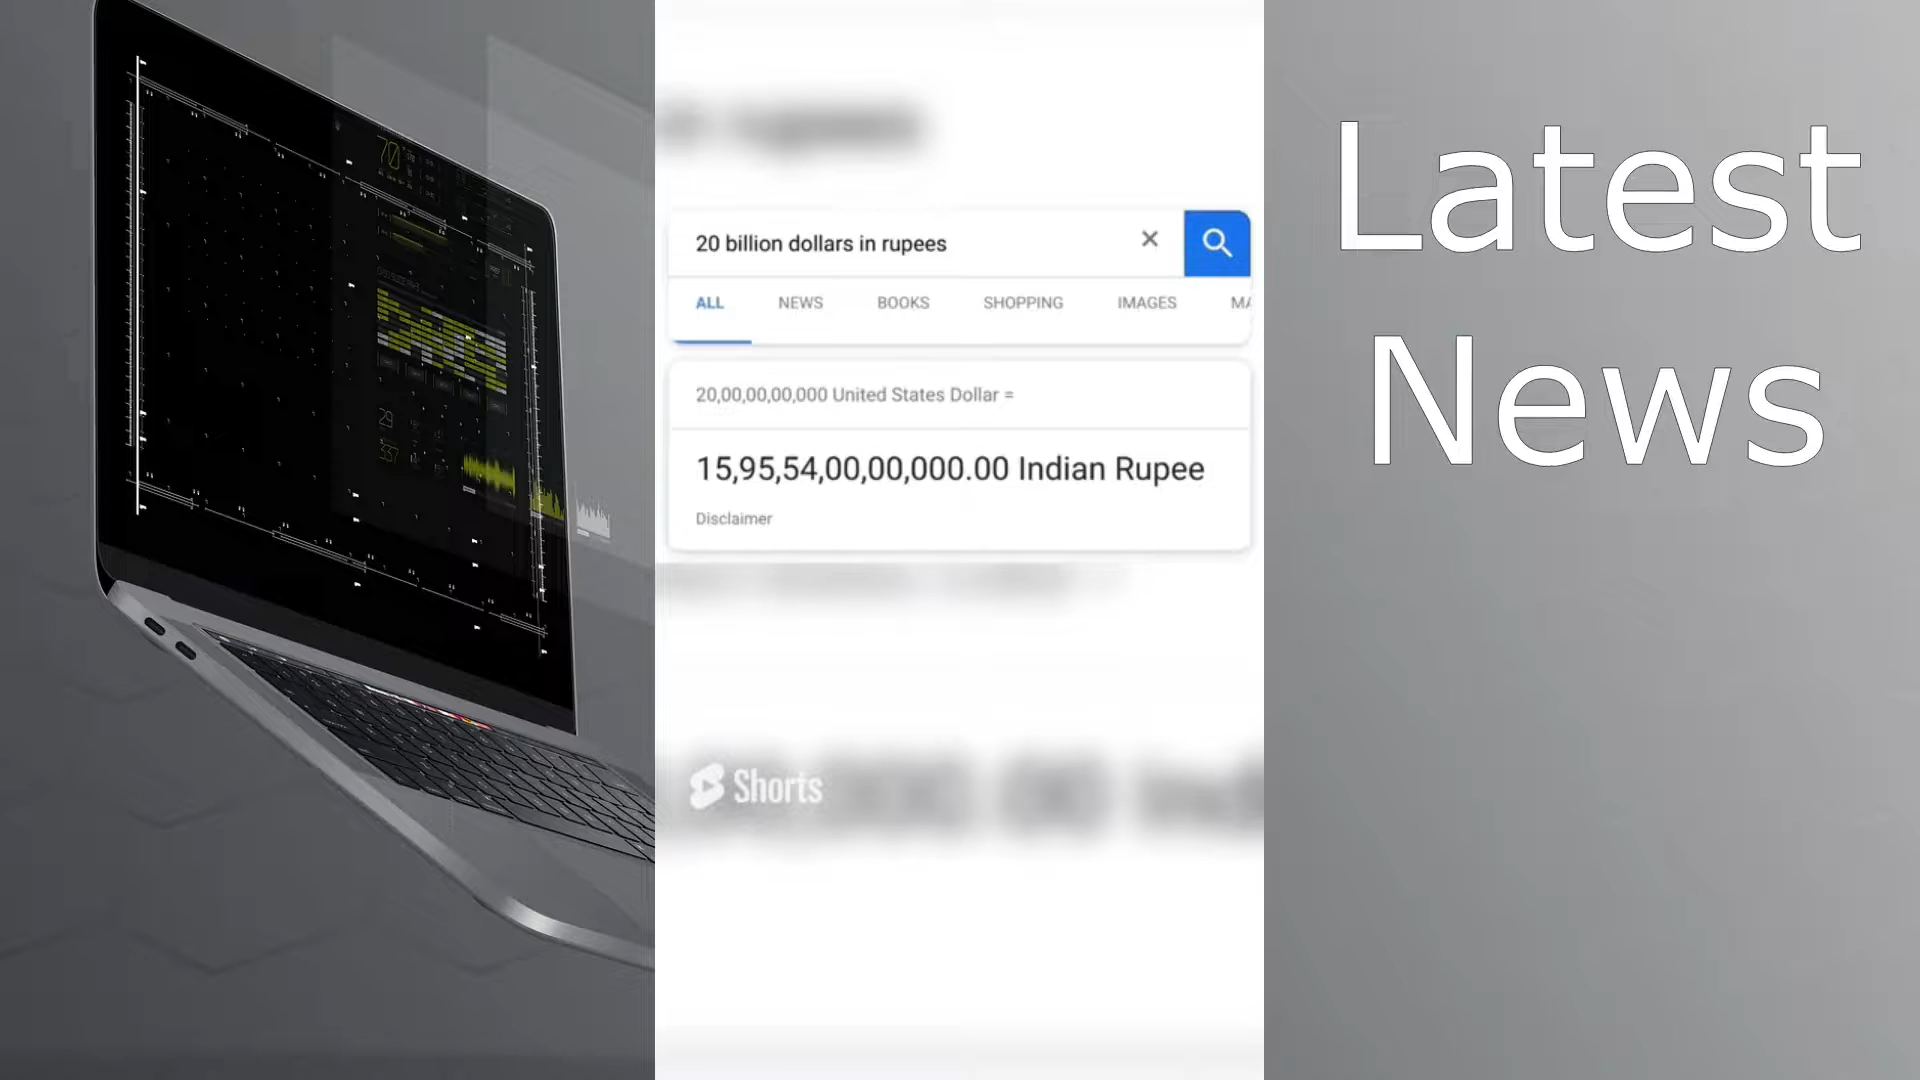 20 billion dollars in rupees
ALL NEWS BOOKS SHOPPING IMAGES
20,00,00,00,000 United States Dollar =
15,95,54,00,00,000.00 Indian Rupee
Disclaimer
Shorts
Latest
News